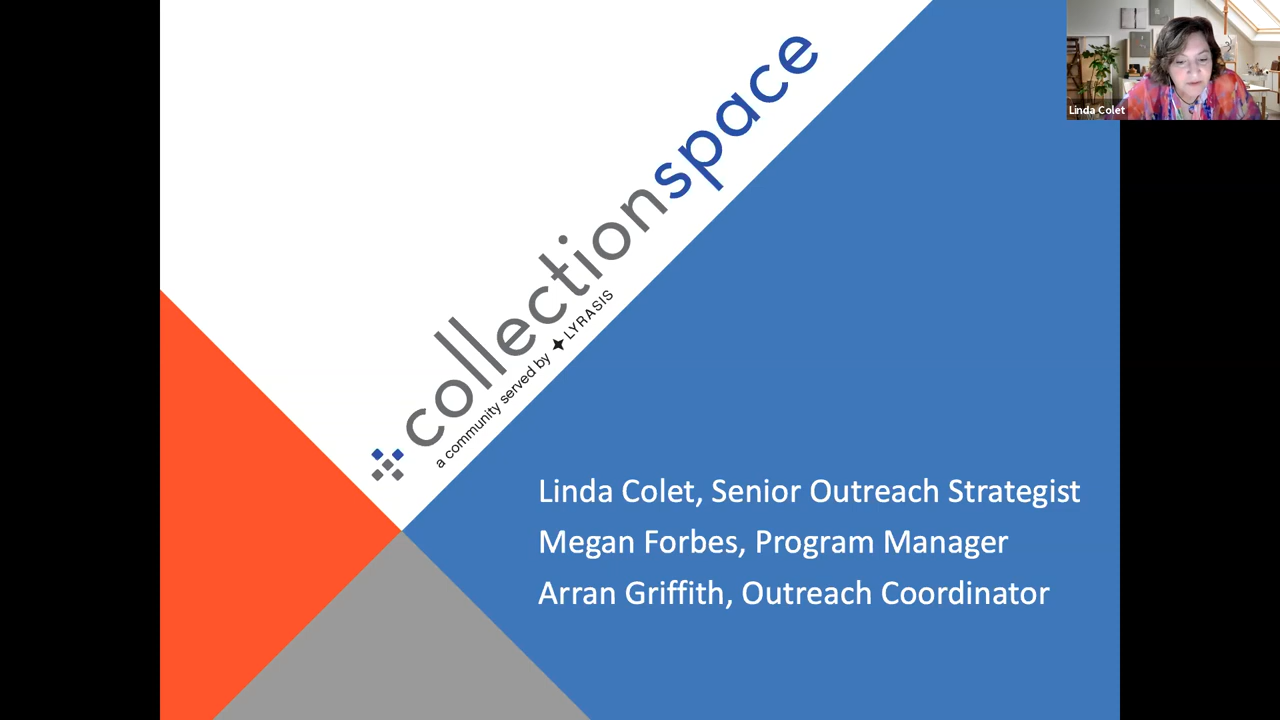 collectionspace
a community served by LYRASIS
Linda Colet
Linda Colet, Senior Outreach Strategist
Megan Forbes, Program Manager
Arran Griffith, Outreach Coordinator